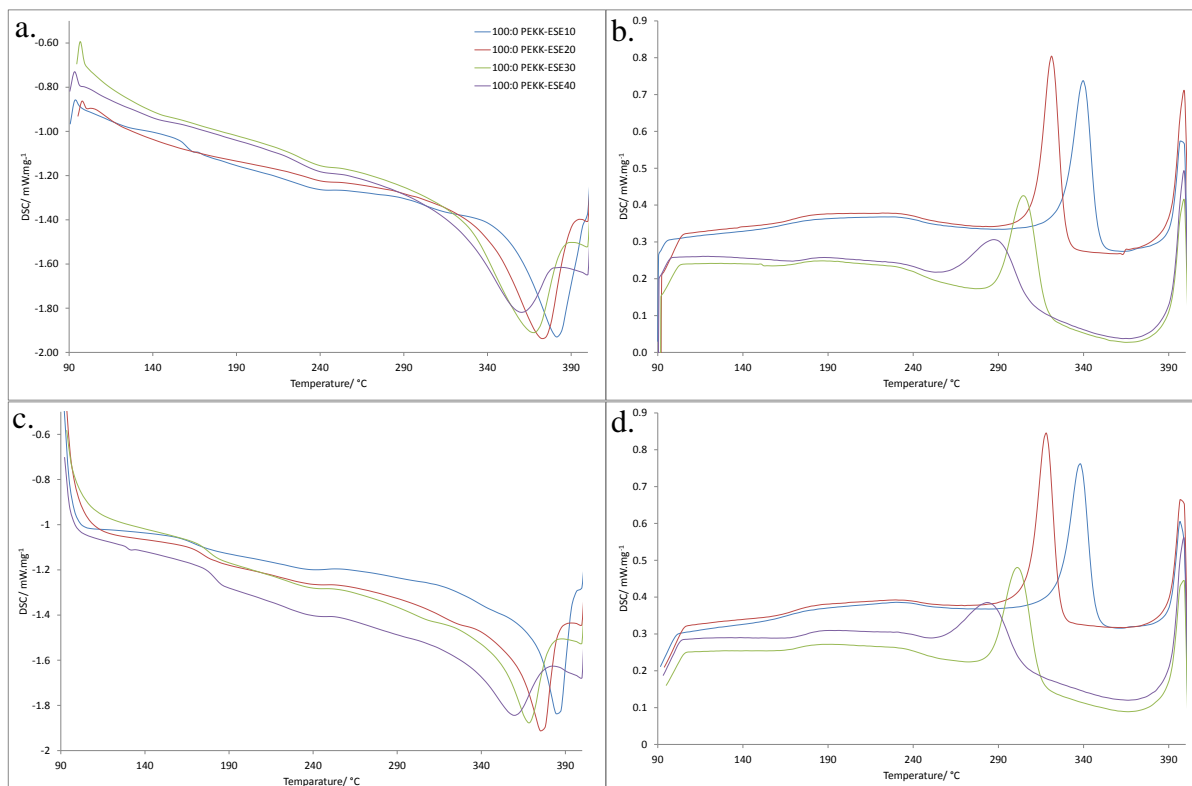 a.
100:0 PEKK-ESE10
100:0 PEKK-ESE20
100:0 PEKK-ESE30
100:0 PEKK-ESE40
-0.60
-0.80
-1.00
-1.20
-1.40
-1.60
-1.80
-2.00
DSC/ mW.mg-1
90 140 190 240 290 340 390
Temperature/ °C
b.
0.9
0.8
0.7
0.6
0.5
0.4
0.3
0.2
0.1
0.0
DSC/ mW.mg-1
90 140 190 240 290 340 390
Temperature/ °C
c.
-0.6
-0.8
-1
-1.2
-1.4
-1.6
-1.8
-2
DSC/ mW.mg-1
90 140 190 240 290 340 390
Temparature/ °C
d.
0.9
0.8
0.7
0.6
0.5
0.4
0.3
0.2
0.1
0
DSC/ mW.mg-1
90 140 190 240 290 340 390
Temperature/ °C